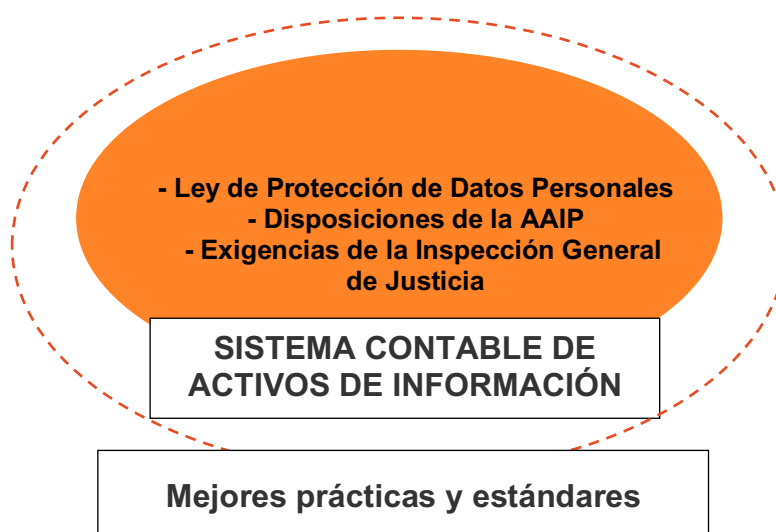 - Ley de Protección de Datos Personales
- Disposiciones de la AAIP
- Exigencias de la Inspección General
de Justicia
SISTEMA CONTABLE DE
ACTIVOS DE INFORMACIÓN
Mejores prácticas y estándares